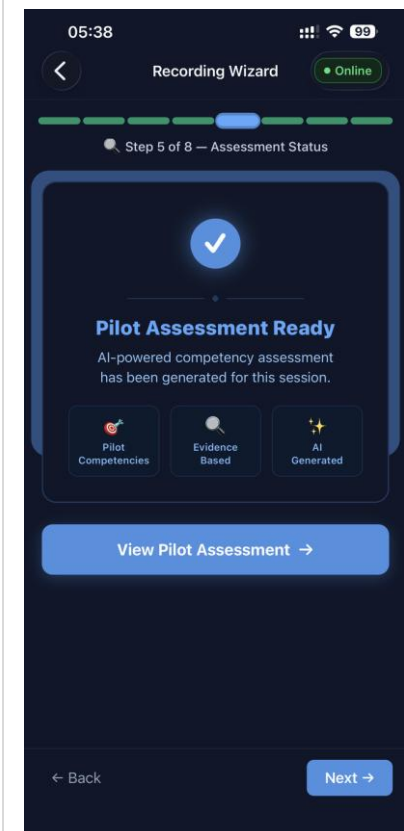 05:38
99
Recording Wizard
Online
Step 5 of 8 — Assessment Status
Pilot Assessment Ready
AI-powered competency assessment
has been generated for this session.
Pilot
Competencies
Evidence
Based
AI
Generated
View Pilot Assessment →
← Back
Next →